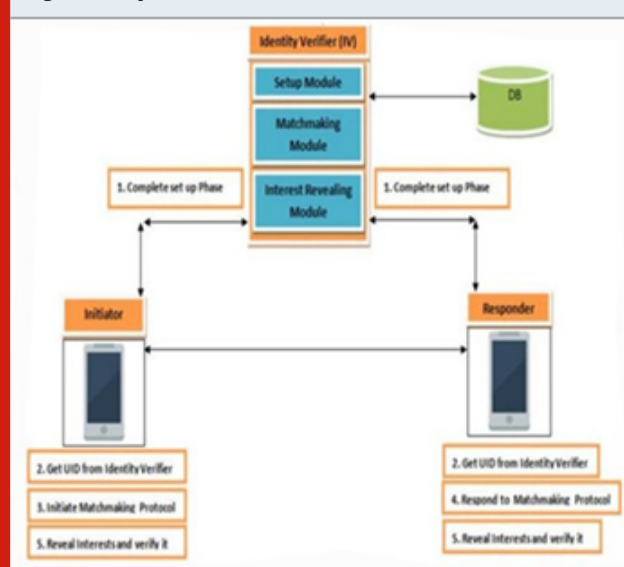 Identity Verifier (IV)
Setup Module
DB
Matchmaking
Module
1. Complete set up Phase
1. Complete set up Phase
Interest Revealing
Module
Initiator
Responder
2. Get UID from Identity Verifier
3. Initiate Matchmaking Protocol
5. Reveal Interests and verify it
2. Get UID from Identity Verifier
4. Respond to Matchmaking Protocol
5. Reveal Interests and verify it